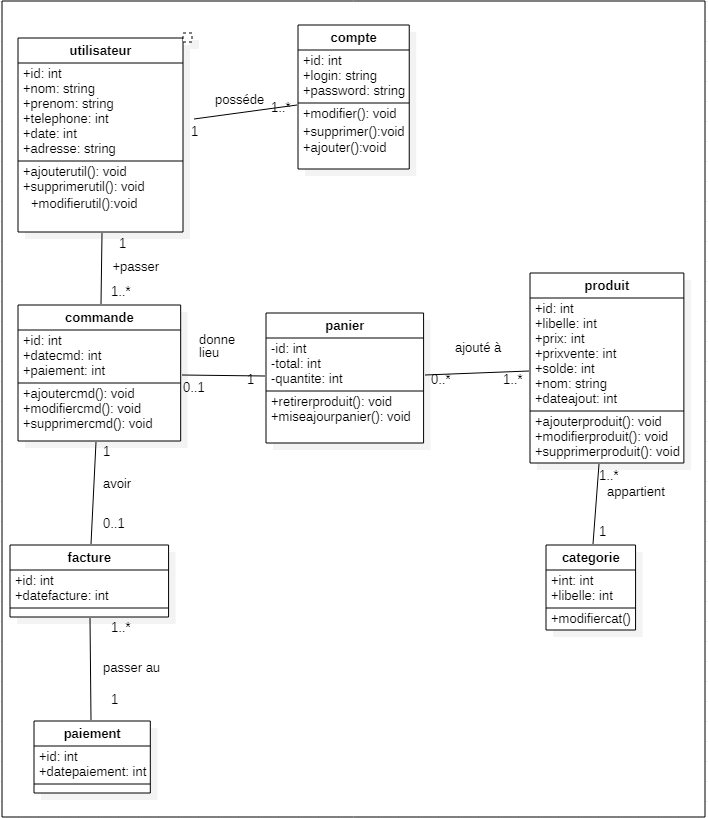 utilisateur
+id: int
+nom: string
+prenom: string
+telephone: int
+date: int
+adresse: string
+ajouterutil(): void
+supprimerutil(): void
+modifierutil():void
posséde
1
1..*
compte
+id: int
+login: string
+password: string
+modifier(): void
+supprimer():void
+ajouter():void
1
+passer
1..*
commande
+id: int
+datecmd: int
+paiement: int
+ajoutercmd(): void
+modifiercmd(): void
+supprimercmd(): void
donne
lieu
0..1
1
panier
-id: int
-total: int
-quantite: int
+retirerproduit(): void
+miseajourpanier(): void
ajouté à
0..*
1..*
produit
+id: int
+libelle: int
+prix: int
+prixvente: int
+solde: int
+nom: string
+dateajout: int
+ajouterproduit(): void
+modifierproduit(): void
+supprimerproduit(): void
1
avoir
0..1
1..*
appartient
1
facture
+id: int
+datefacture: int
categorie
+int: int
+libelle: int
+modifiercat()
1..*
passer au
1
paiement
+id: int
+datepaiement: int